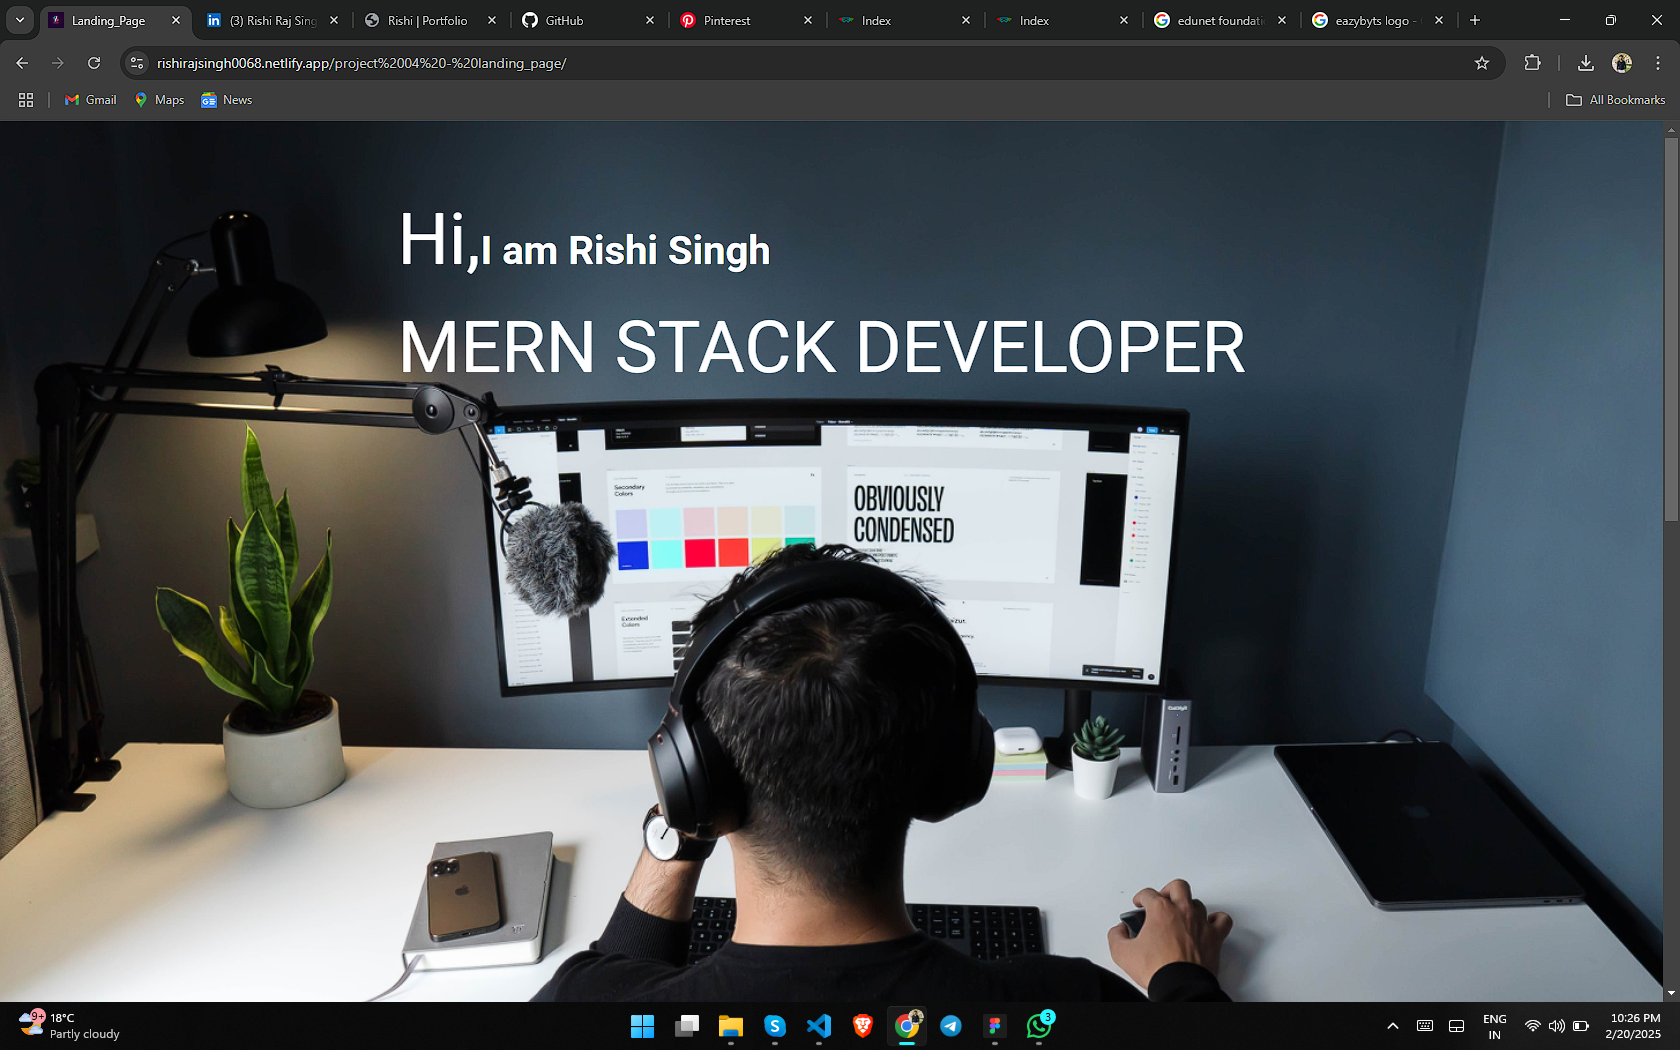 Landing_Page
(3) Rishi Raj Sing
Rishi | Portfolio
GitHub
Pinterest
Index
Index
edunet foundati
eazybyts logo -
rishirajsingh0068.netlify.app/project%2004%20-%20landing_page/
Gmail
Maps
News
All Bookmarks
Hi,I am Rishi Singh
MERN STACK DEVELOPER
Secondary
Colors
OBVIOUSLY
CONDENSED
Extended
Colors
9+
18°C
Partly cloudy
3
ENG
IN
10:26 PM
2/20/2025